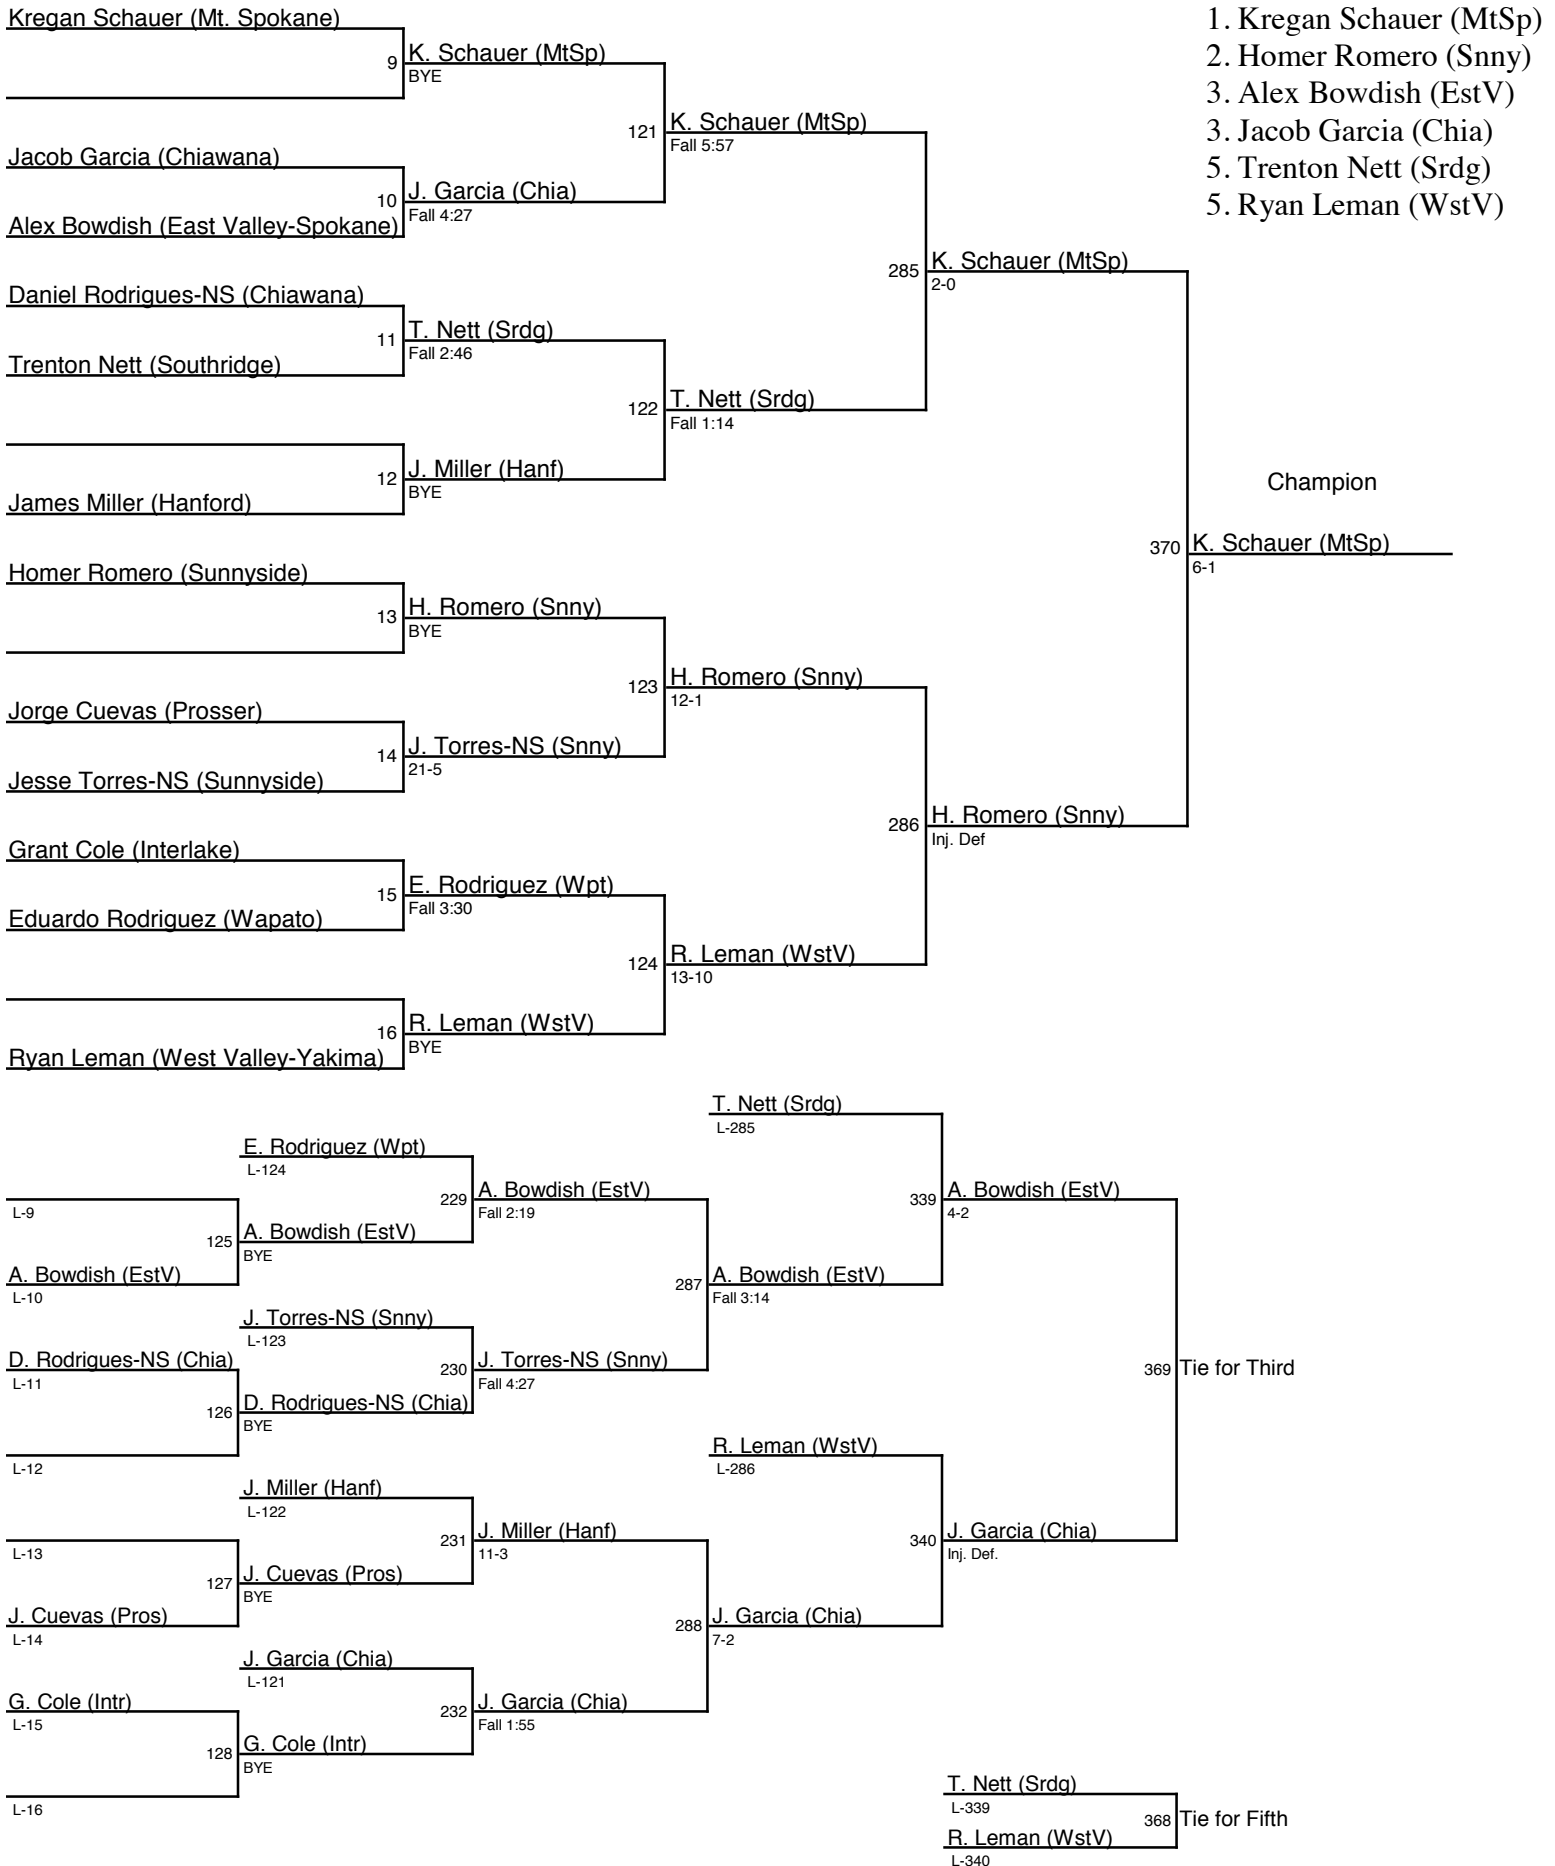 Kregan Schauer (Mt. Spokane)
9
K. Schauer (MtSp)
BYE
121
K. Schauer (MtSp)
Fall 5:57
Jacob Garcia (Chiawana)
10
J. Garcia (Chia)
Fall 4:27
Alex Bowdish (East Valley-Spokane)
285
K. Schauer (MtSp)
2-0
Daniel Rodrigues-NS (Chiawana)
11
T. Nett (Srdg)
Fall 2:46
Trenton Nett (Southridge)
122
T. Nett (Srdg)
Fall 1:14
12
J. Miller (Hanf)
BYE
James Miller (Hanford)
Champion
370
K. Schauer (MtSp)
6-1
Homer Romero (Sunnyside)
13
H. Romero (Snny)
BYE
123
H. Romero (Snny)
12-1
Jorge Cuevas (Prosser)
14
J. Torres-NS (Snny)
21-5
Jesse Torres-NS (Sunnyside)
286
H. Romero (Snny)
Inj. Def
Grant Cole (Interlake)
15
E. Rodriguez (Wpt)
Fall 3:30
Eduardo Rodriguez (Wapato)
124
R. Leman (WstV)
13-10
16
R. Leman (WstV)
BYE
Ryan Leman (West Valley-Yakima)
1. Kregan Schauer (MtSp)
2. Homer Romero (Snny)
3. Alex Bowdish (EstV)
3. Jacob Garcia (Chia)
5. Trenton Nett (Srdg)
5. Ryan Leman (WstV)
T. Nett (Srdg)
L-285
E. Rodriguez (Wpt)
L-124
229
A. Bowdish (EstV)
Fall 2:19
339
A. Bowdish (EstV)
4-2
L-9
125
A. Bowdish (EstV)
BYE
A. Bowdish (EstV)
L-10
287
A. Bowdish (EstV)
Fall 3:14
J. Torres-NS (Snny)
L-123
D. Rodrigues-NS (Chia)
L-11
230
J. Torres-NS (Snny)
Fall 4:27
369
Tie for Third
126
D. Rodrigues-NS (Chia)
BYE
L-12
R. Leman (WstV)
L-286
J. Miller (Hanf)
L-122
231
J. Miller (Hanf)
11-3
340
J. Garcia (Chia)
Inj. Def.
L-13
127
J. Cuevas (Pros)
BYE
J. Cuevas (Pros)
L-14
288
J. Garcia (Chia)
7-2
J. Garcia (Chia)
L-121
G. Cole (Intr)
L-15
232
J. Garcia (Chia)
Fall 1:55
128
G. Cole (Intr)
BYE
L-16
T. Nett (Srdg)
L-339
368
Tie for Fifth
R. Leman (WstV)
L-340